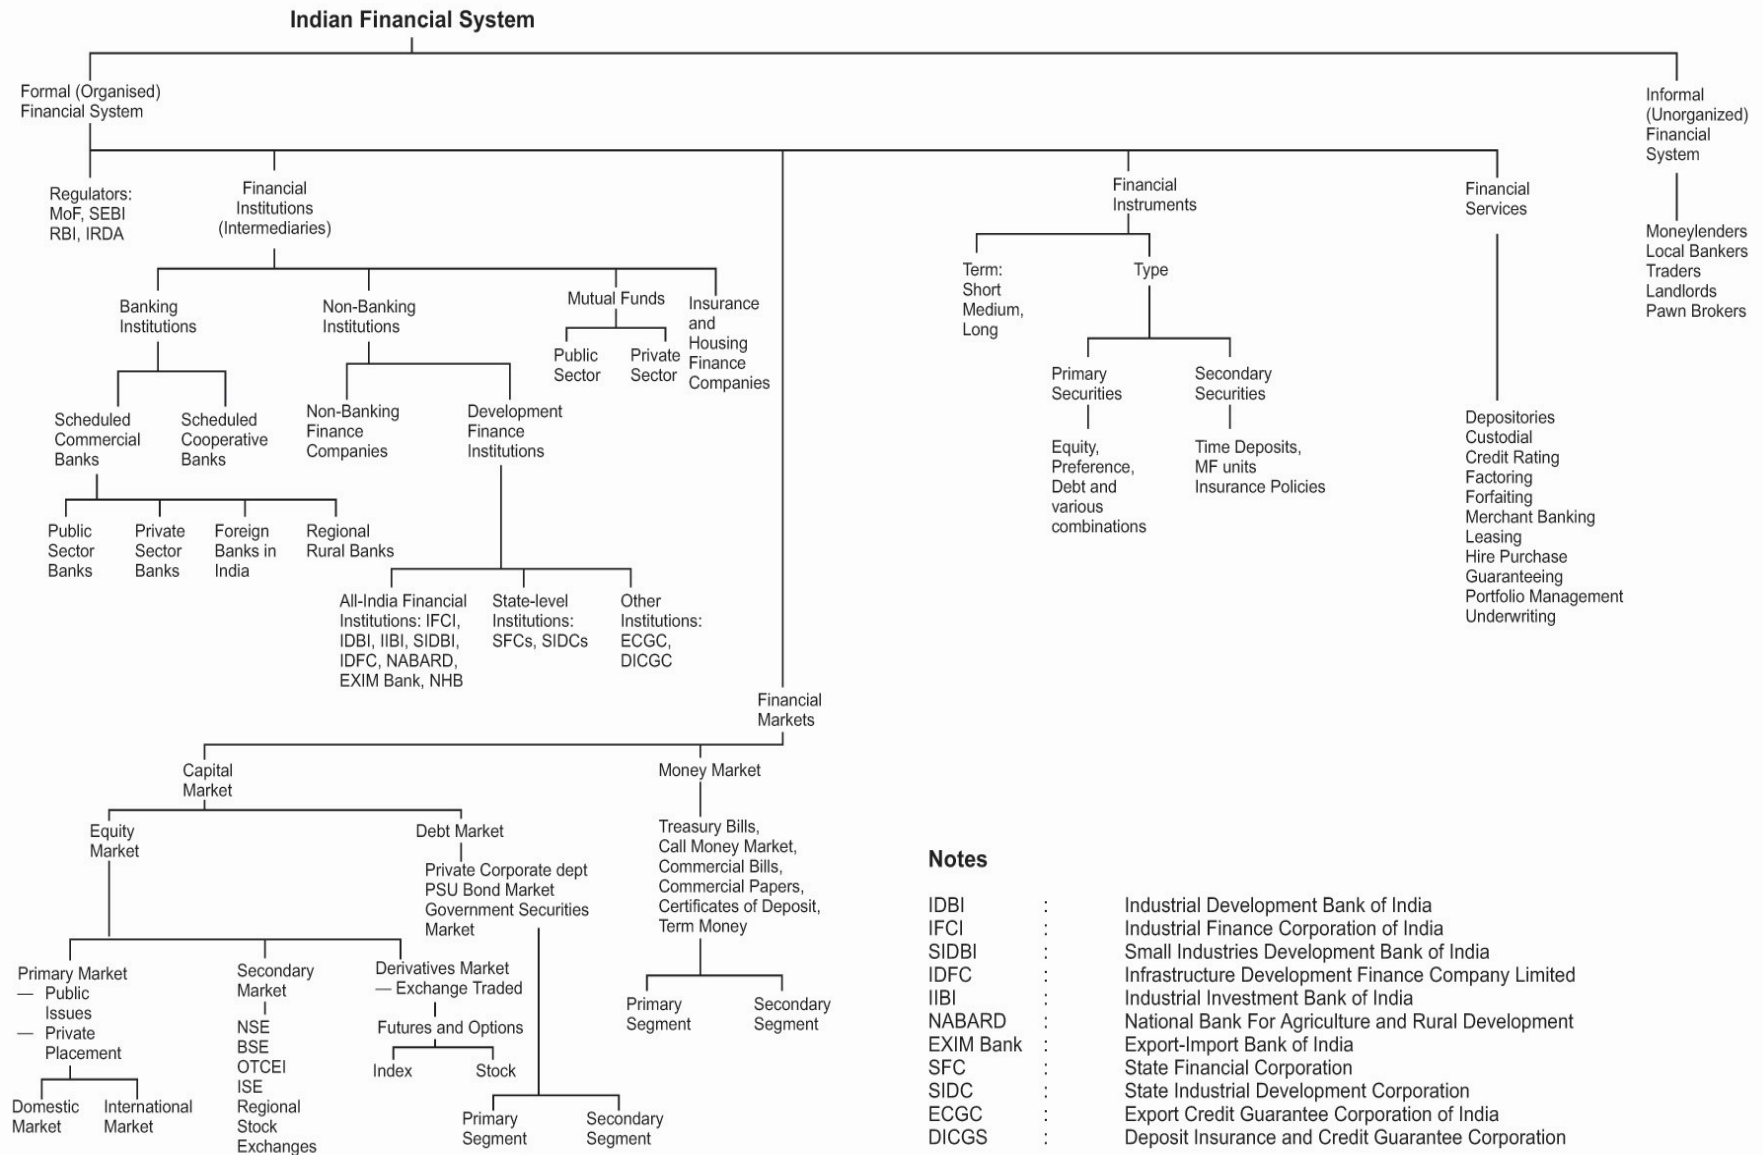 Indian Financial System
Formal (Organised)
Financial System
Informal
(Unorganized)
Financial
System
Moneylenders
Local Bankers
Traders
Landlords
Pawn Brokers
Regulators:
MoF, SEBI
RBI, IRDA
Financial
Institutions
(Intermediaries)
Banking
Institutions
Non-Banking
Institutions
Mutual Funds
Public
Sector
Private
Sector
Insurance
and
Housing
Finance
Companies
Scheduled
Commercial
Banks
Scheduled
Cooperative
Banks
Non-Banking
Finance
Companies
Development
Finance
Institutions
Public
Sector
Banks
Private
Sector
Banks
Foreign
Banks in
India
Regional
Rural Banks
All-India Financial
Institutions: IFCI,
IDBI, IIBI, SIDBI,
IDFC, NABARD,
EXIM Bank, NHB
State-level
Institutions:
SFCs, SIDCs
Other
Institutions:
ECGC,
DICGC
Financial
Instruments
Term:
Short
Medium,
Long
Type
Primary
Securities
Equity,
Preference,
Debt and
various
combinations
Secondary
Securities
Time Deposits,
MF units
Insurance Policies
Financial
Services
Depositories
Custodial
Credit Rating
Factoring
Forfaiting
Merchant Banking
Leasing
Hire Purchase
Guaranteeing
Portfolio Management
Underwriting
Financial
Markets
Capital
Market
Money Market
Equity
Market
Debt Market
Private Corporate dept
PSU Bond Market
Government Securities
Market
Treasury Bills,
Call Money Market,
Commercial Bills,
Commercial Papers,
Certificates of Deposit,
Term Money
Primary Market
— Public
Issues
— Private
Placement
Domestic
Market
International
Market
Secondary
Market
NSE
BSE
OTCEI
ISE
Regional
Stock
Exchanges
Derivatives Market
— Exchange Traded
Futures and Options
Index
Stock
Primary
Segment
Secondary
Segment
Primary
Segment
Secondary
Segment
Notes
IDBI : Industrial Development Bank of India
IFCI : Industrial Finance Corporation of India
SIDBI : Small Industries Development Bank of India
IDFC : Infrastructure Development Finance Company Limited
IIBI : Industrial Investment Bank of India
NABARD : National Bank For Agriculture and Rural Development
EXIM Bank : Export-Import Bank of India
SFC : State Financial Corporation
SIDC : State Industrial Development Corporation
ECGC : Export Credit Guarantee Corporation of India
DICGS : Deposit Insurance and Credit Guarantee Corporation